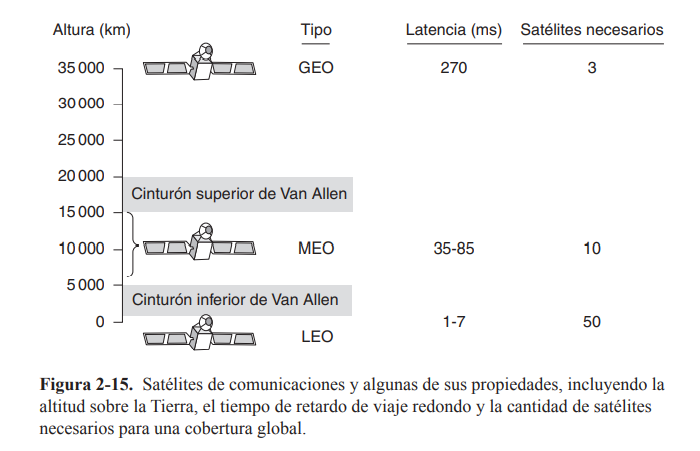 Altura (km) Tipo Latencia (ms) Satélites necesarios
35 000 GEO 270 3
30 000
25 000
20 000
Cinturón superior de Van Allen
15 000
10 000 MEO 35-85 10
5 000
Cinturón inferior de Van Allen
0 1-7 50
LEO
Figura 2-15. Satélites de comunicaciones y algunas de sus propiedades, incluyendo la
altitud sobre la Tierra, el tiempo de retardo de viaje redondo y la cantidad de satélites
necesarios para una cobertura global.